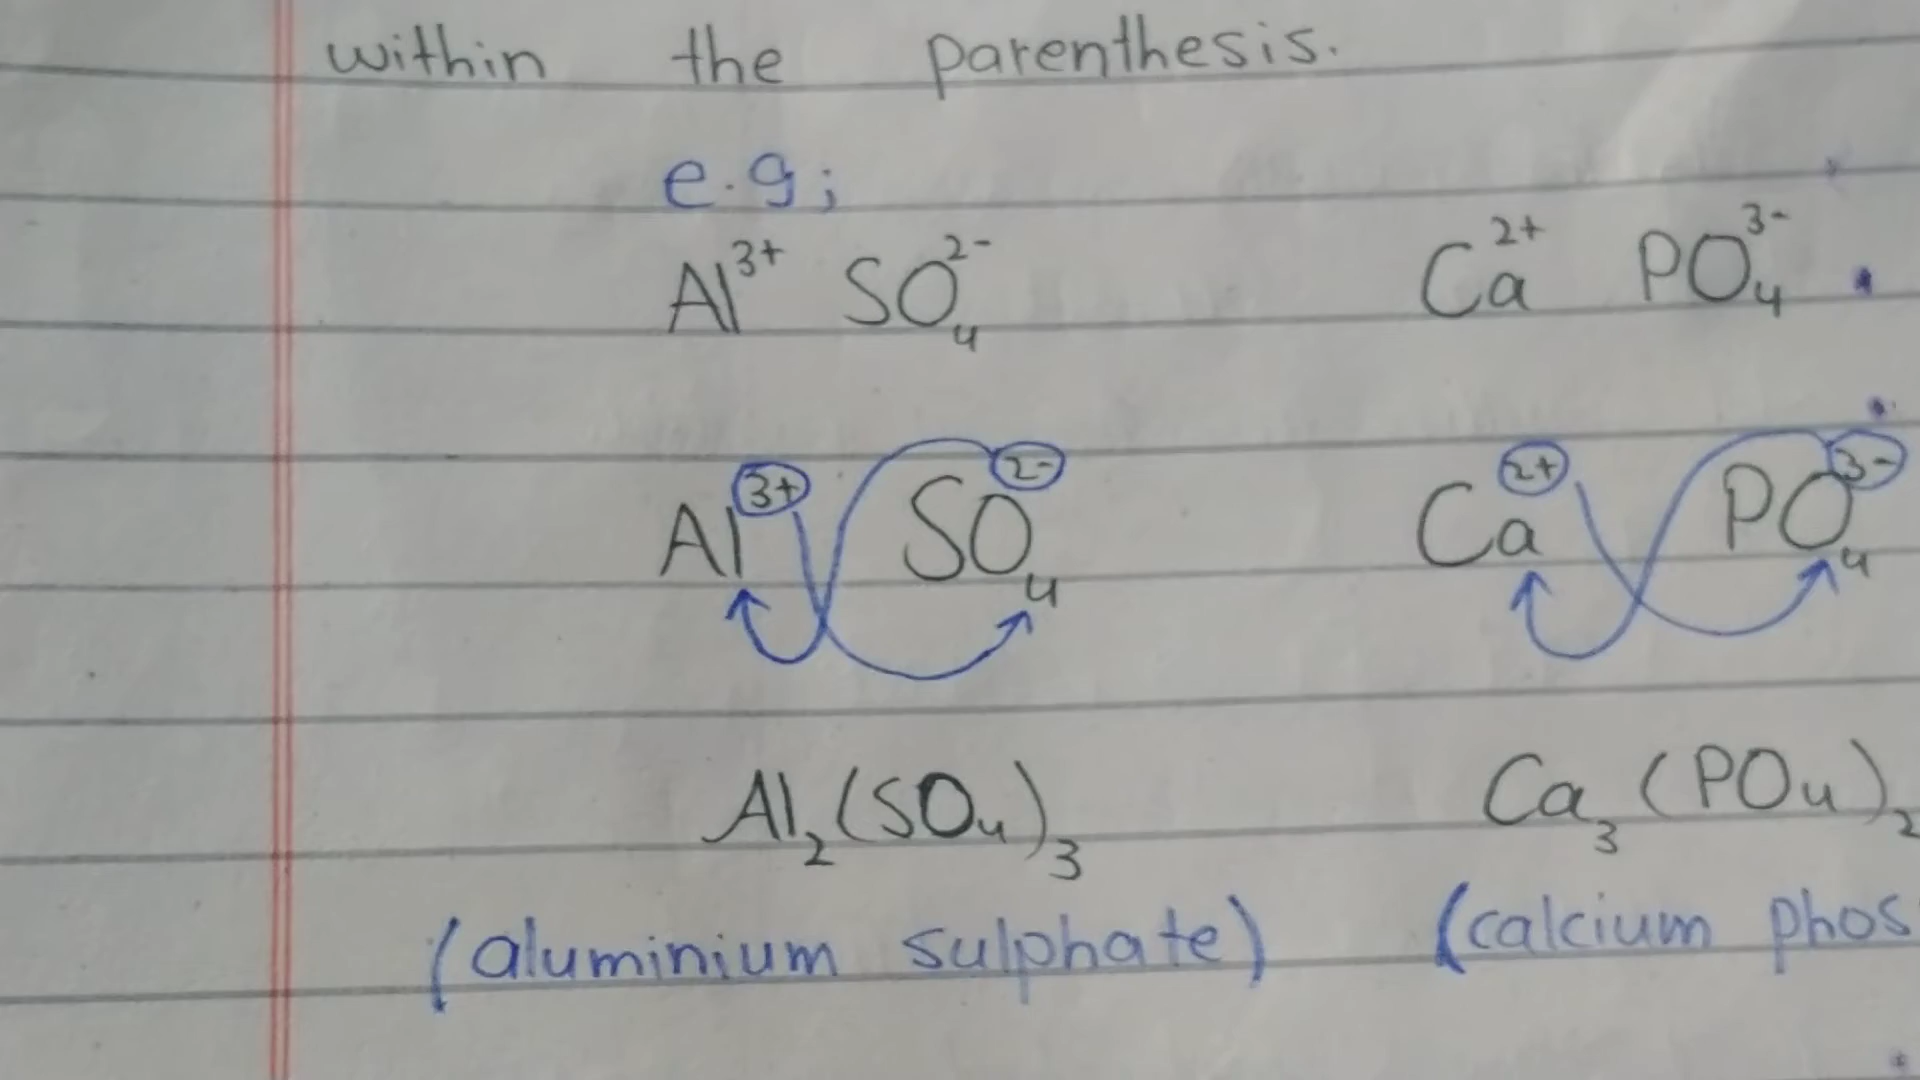 within the parenthesis.
e.g;
Al³⁺ SO₄²⁻ Ca²⁺ PO₄³⁻
Al³⁺ SO₄²⁻ Ca²⁺ PO₄³⁻
Al₂(SO₄)₃ Ca₃(PO₄)₂
(aluminium sulphate) (calcium phos